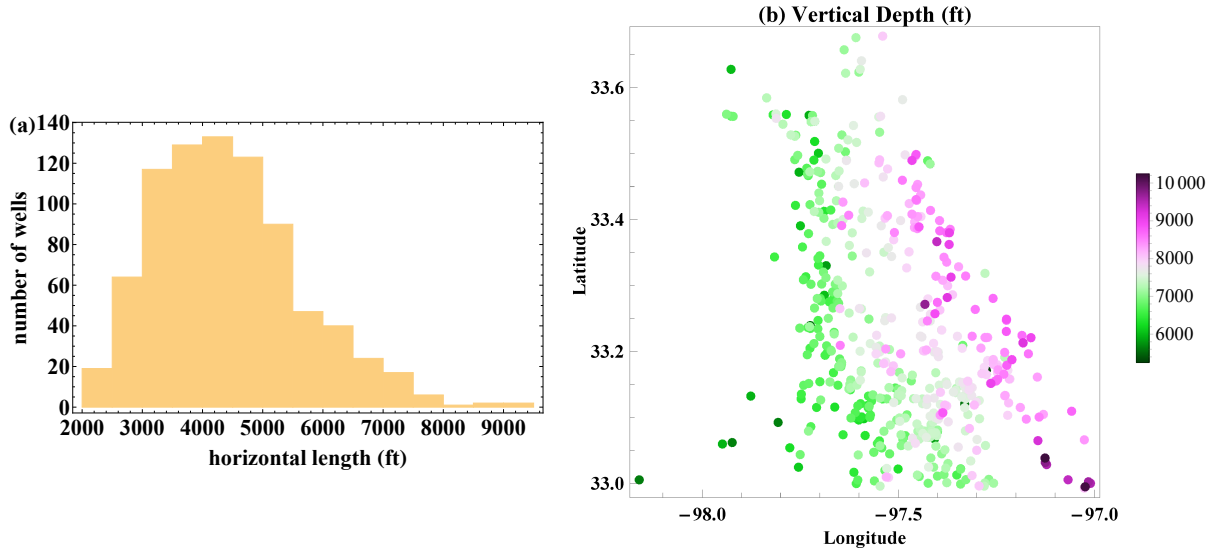 (a)
number of wells
140
120
100
80
60
40
20
0
2000 3000 4000 5000 6000 7000 8000 9000
horizontal length (ft)
(b) Vertical Depth (ft)
Latitude
33.6
33.4
33.2
33.0
−98.0 −97.5 −97.0
Longitude
10 000
9000
8000
7000
6000